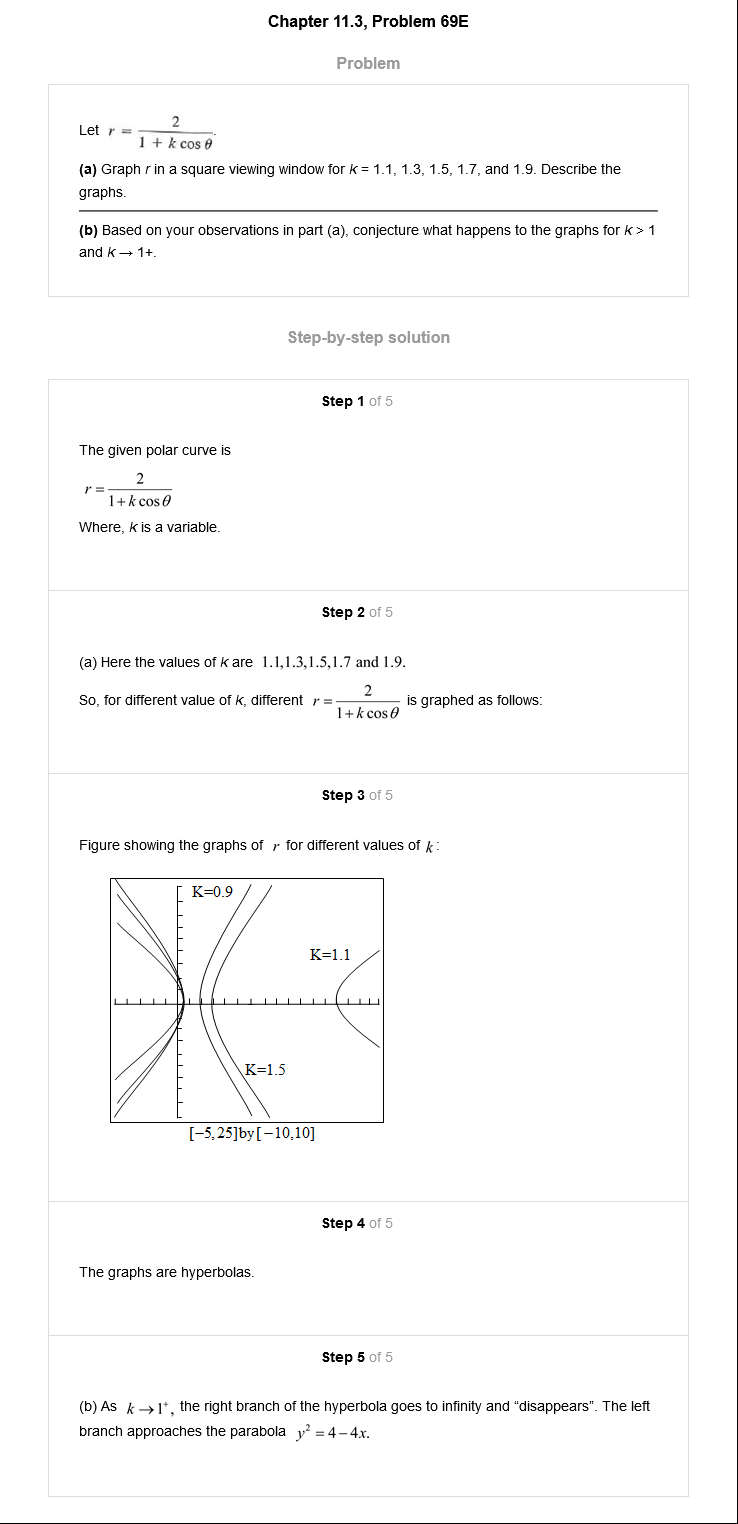 Chapter 11.3, Problem 69E
Problem
Let r = 2 / (1 + k cos θ).
(a) Graph r in a square viewing window for k = 1.1, 1.3, 1.5, 1.7, and 1.9. Describe the
graphs.
(b) Based on your observations in part (a), conjecture what happens to the graphs for k > 1
and k → 1+.
Step-by-step solution
Step 1 of 5
The given polar curve is
r = 2 / (1 + k cos θ)
Where, k is a variable.
Step 2 of 5
(a) Here the values of k are 1.1,1.3,1.5,1.7 and 1.9.
So, for different value of k, different r = 2 / (1 + k cos θ) is graphed as follows:
Step 3 of 5
Figure showing the graphs of r for different values of k:
K=0.9
K=1.1
K=1.5
[−5,25]by[−10,10]
Step 4 of 5
The graphs are hyperbolas.
Step 5 of 5
(b) As k → 1⁺, the right branch of the hyperbola goes to infinity and “disappears”. The left
branch approaches the parabola y² = 4 − 4x.